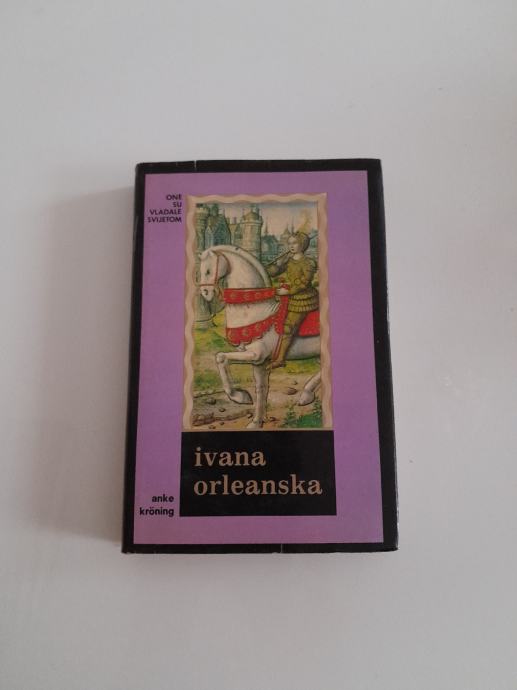 ONE
SU
VLADALE
SVIJETOM
ivana
orleanska
anke
kröning